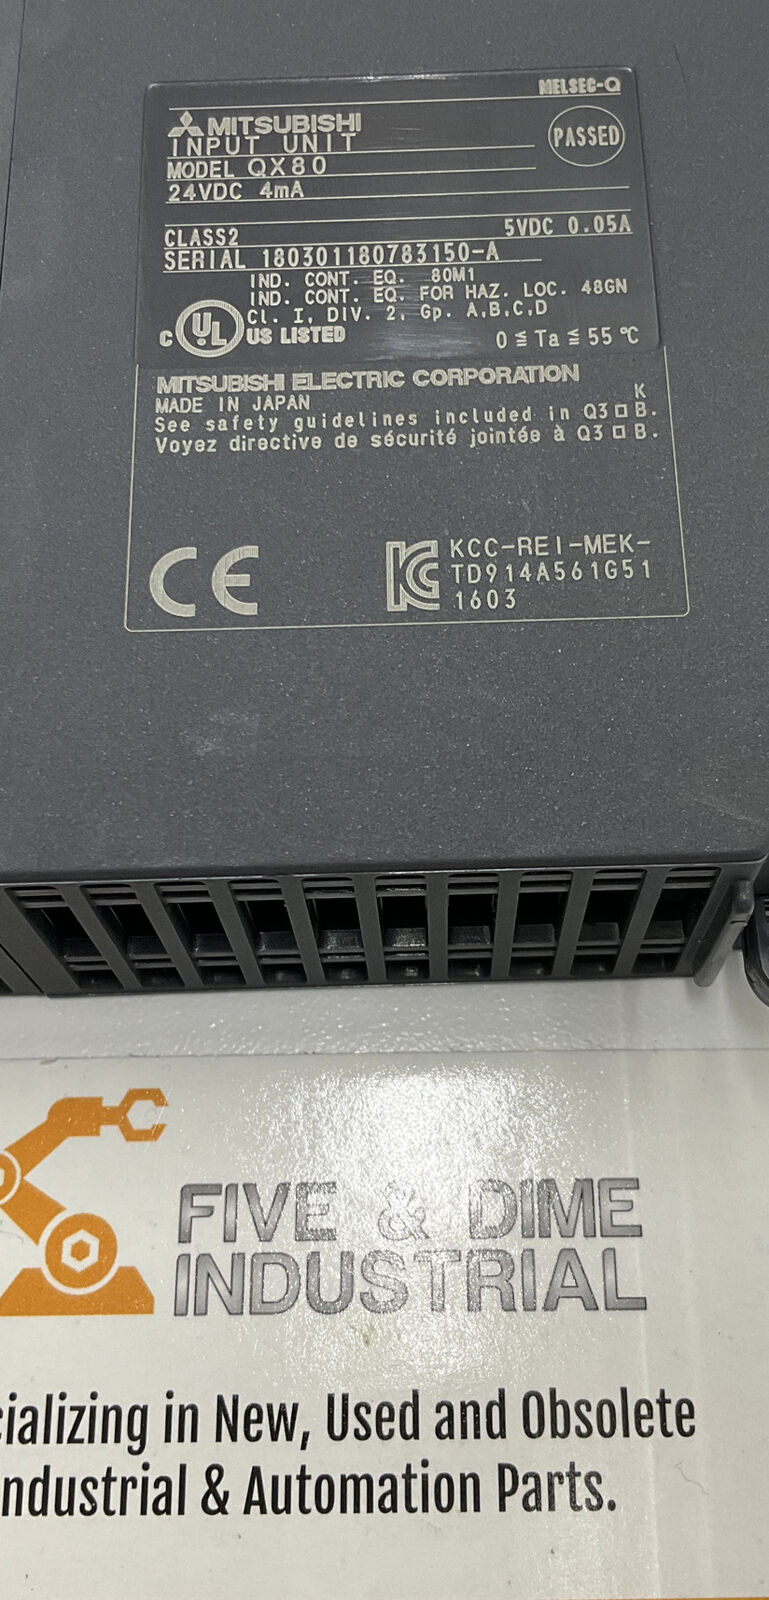 MELSEC-Q
MITSUBISHI
INPUT UNIT
PASSED
MODEL QX80
24VDC 4mA
CLASS2 5VDC 0.05A
SERIAL 180301180783150-A
IND. CONT. EQ. 80M1
IND. CONT. EQ. FOR HAZ. LOC. 48GN
Cl. I, DIV. 2, Gp. A,B,C,D
C UL US LISTED 0≦Ta≦55℃
MITSUBISHI ELECTRIC CORPORATION
MADE IN JAPAN K
See safety guidelines included in Q3□B.
Voyez directive de sécurité jointée à Q3□B.
CE
KC KCC-REI-MEK-
TD914A561G51
1603
FIVE & DIME
INDUSTRIAL
cializing in New, Used and Obsolete
ndustrial & Automation Parts.